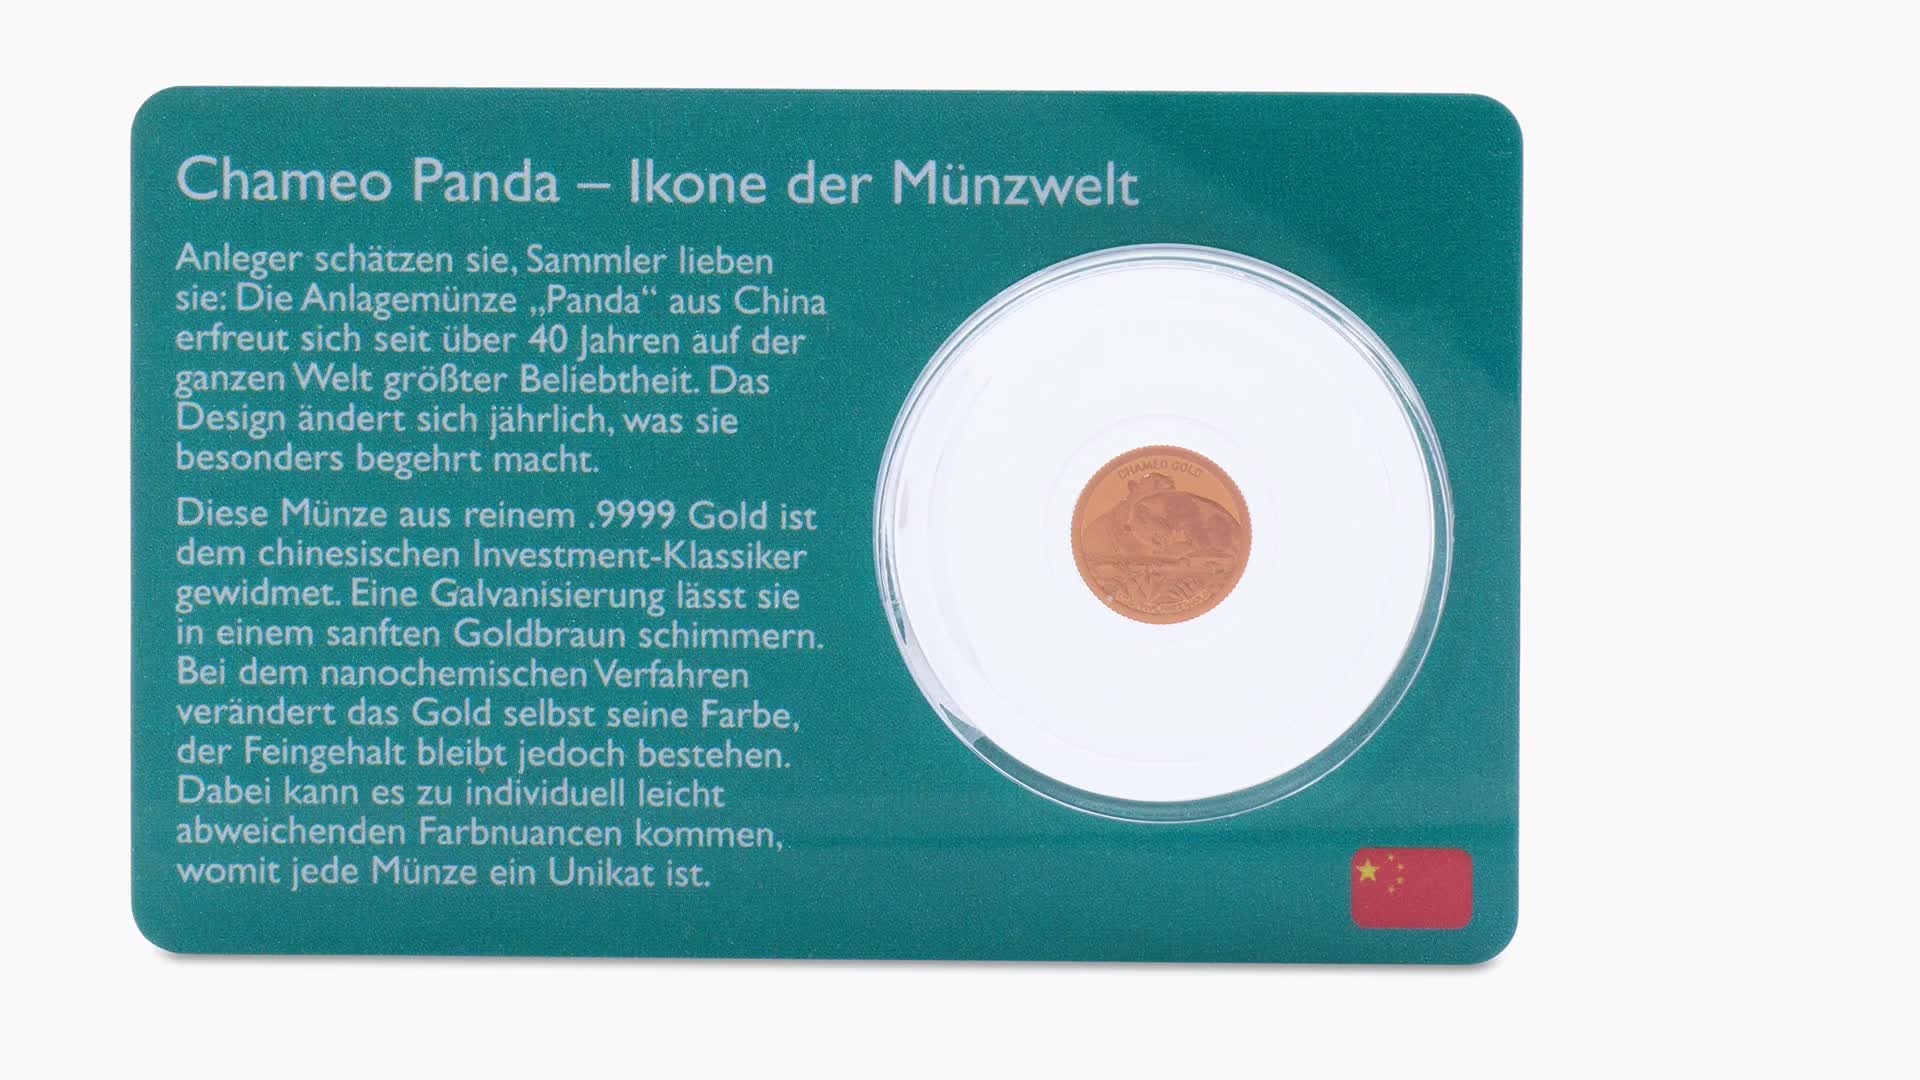 Chameo Panda – Ikone der Münzwelt
Anleger schätzen sie, Sammler lieben
sie: Die Anlagemünze „Panda“ aus China
erfreut sich seit über 40 Jahren auf der
ganzen Welt größter Beliebtheit. Das
Design ändert sich jährlich, was sie
besonders begehrt macht.
Diese Münze aus reinem .9999 Gold ist
dem chinesischen Investment-Klassiker
gewidmet. Eine Galvanisierung lässt sie
in einem sanften Goldbraun schimmern.
Bei dem nanochemischen Verfahren
verändert das Gold selbst seine Farbe,
der Feingehalt bleibt jedoch bestehen.
Dabei kann es zu individuell leicht
abweichenden Farbnuancen kommen,
womit jede Münze ein Unikat ist.
CHAMEO GOLD